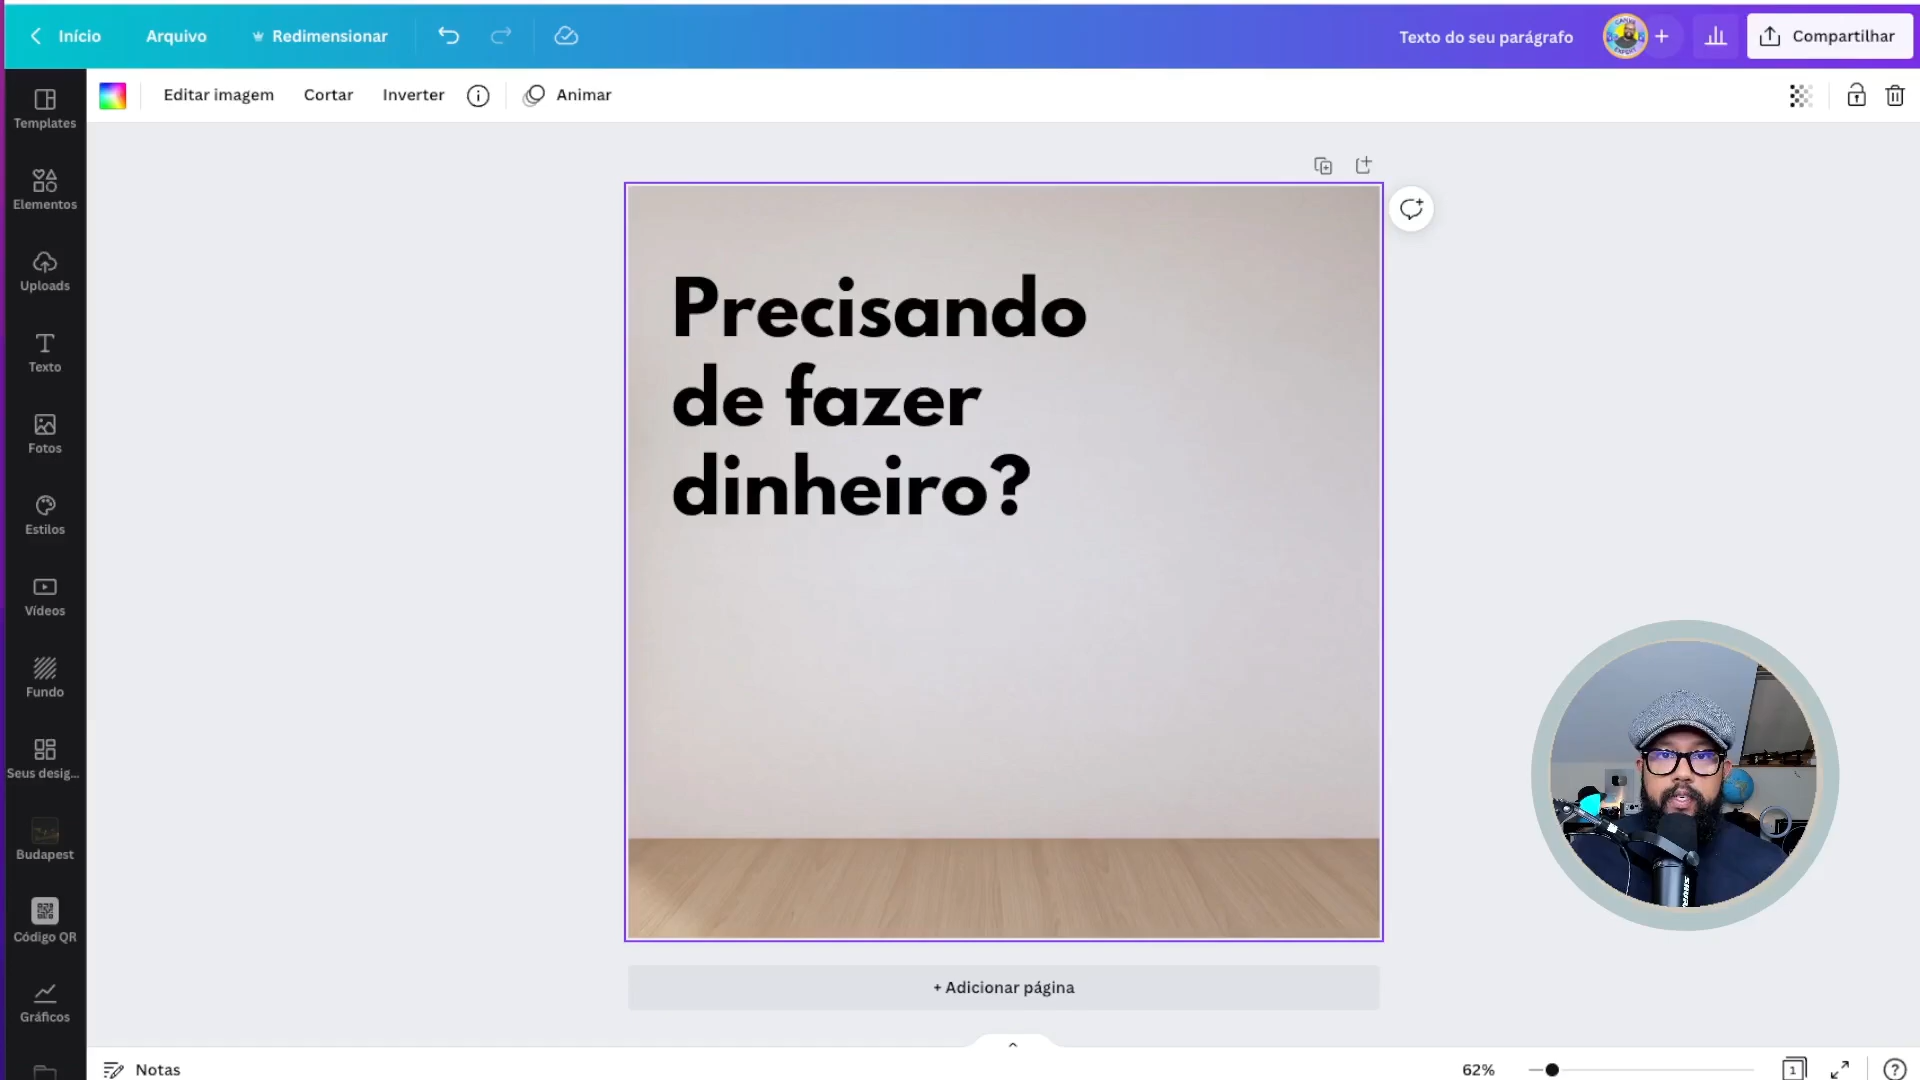 Início
Arquivo
Redimensionar
Texto do seu parágrafo
Compartilhar
Editar imagem
Cortar
Inverter
Animar
Templates
Elementos
Uploads
Texto
Fotos
Estilos
Vídeos
Fundo
Seus desig...
Budapest
Código QR
Gráficos
Precisando
de fazer
dinheiro?
+ Adicionar página
Notas
62%
1